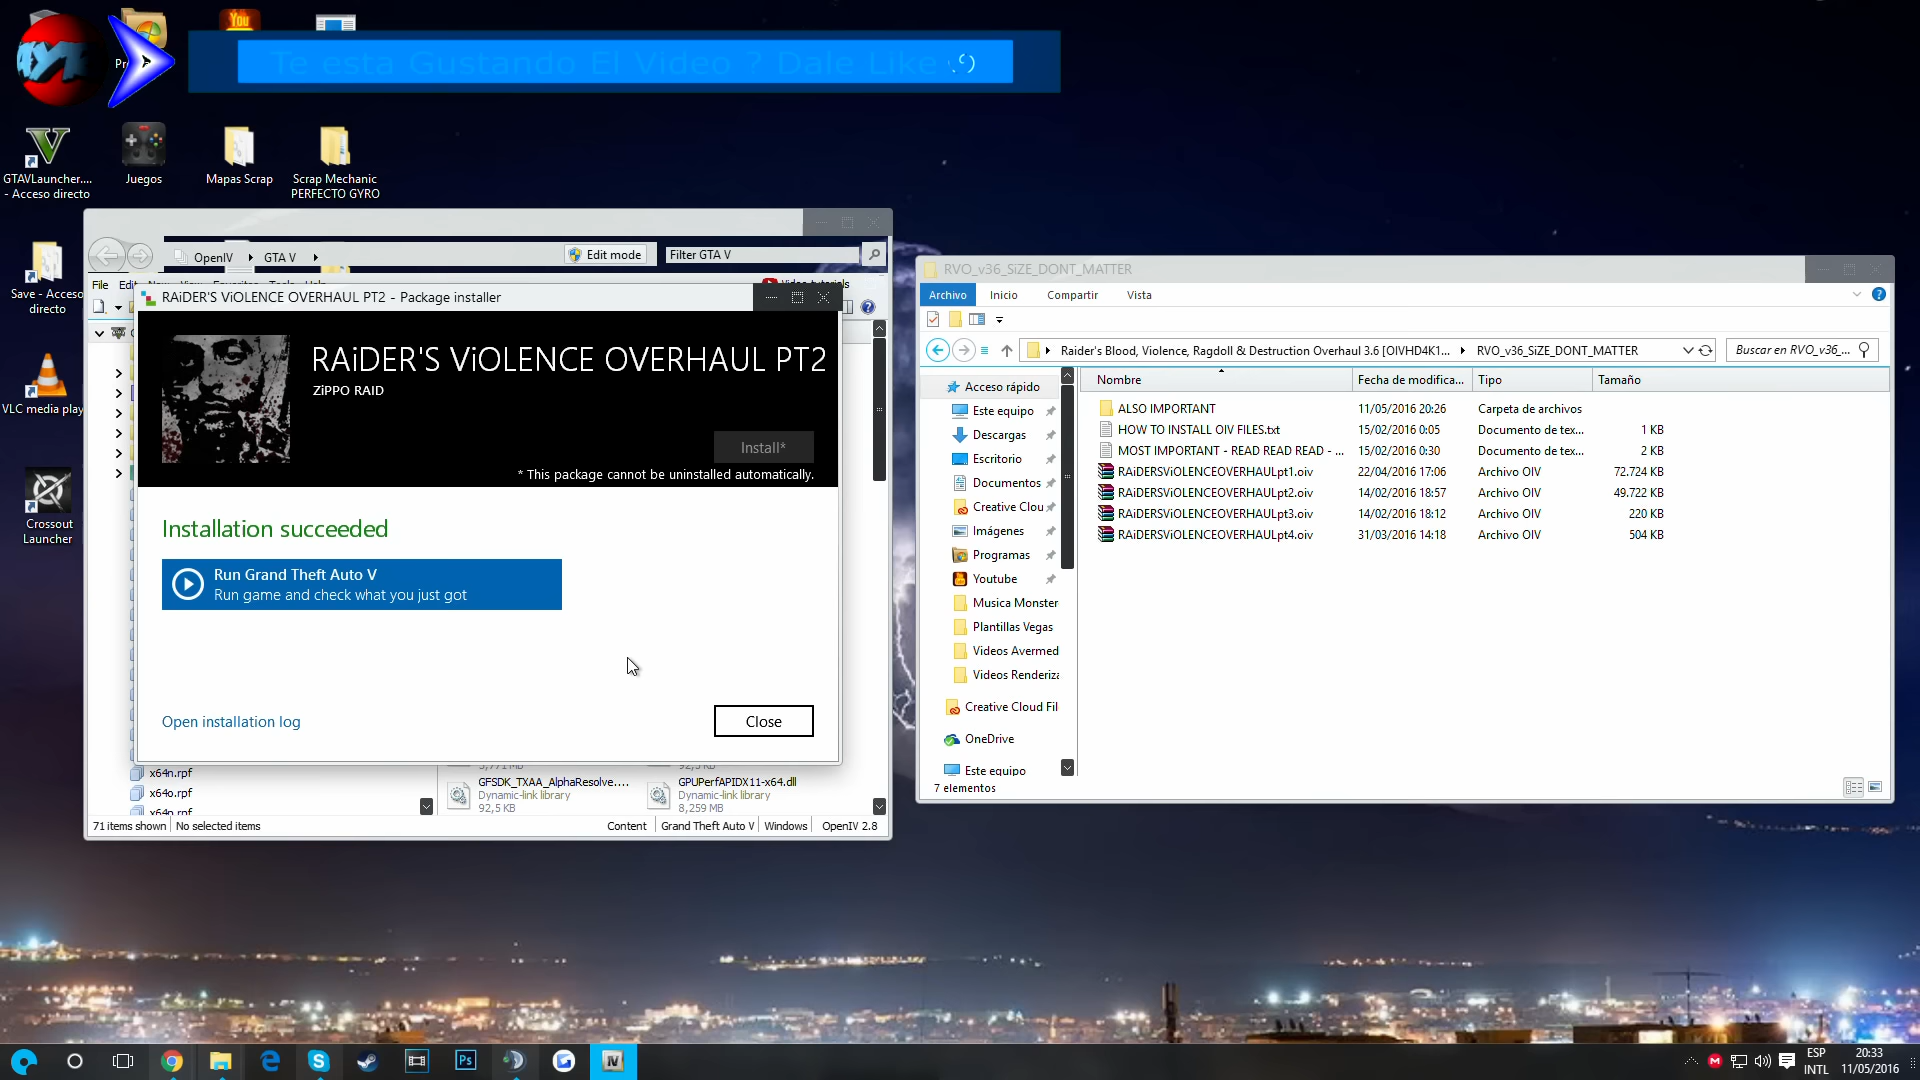 You
Te esta Gustando El Video ? Dale Like
GTAVLauncher....
- Acceso directo
Juegos
Mapas Scrap
Scrap Mechanic
PERFECTO GYRO
Save - Acceso
directo
VLC media play
Crossout
Launcher
OpenIV
GTA V
Edit mode
Filter GTA V
File
RAiDER'S ViOLENCE OVERHAUL PT2 - Package installer
RAiDER'S ViOLENCE OVERHAUL PT2
ZiPPO RAID
Install*
* This package cannot be uninstalled automatically.
Installation succeeded
Run Grand Theft Auto V
Run game and check what you just got
Open installation log
Close
x64n.rpf
x64o.rpf
GFSDK_TXAA_AlphaResolve....
Dynamic-link library
92,5 KB
GPUPerfAPIDX11-x64.dll
Dynamic-link library
8,259 MB
71 items shown
No selected items
Content
Grand Theft Auto V
Windows
OpenIV 2.8
RVO_v36_SiZE_DONT_MATTER
Archivo
Inicio
Compartir
Vista
Raider's Blood, Violence, Ragdoll & Destruction Overhaul 3.6 [OIVHD4K1...
RVO_v36_SiZE_DONT_MATTER
Buscar en RVO_v36_...
Nombre
Fecha de modifica...
Tipo
Tamaño
Acceso rápido
Este equipo
Descargas
Escritorio
Documentos
Creative Clou
Imágenes
Programas
Youtube
Musica Monster
Plantillas Vegas
Videos Avermed
Videos Renderiza
Creative Cloud Fil
OneDrive
Este equipo
ALSO IMPORTANT 11/05/2016 20:26 Carpeta de archivos
HOW TO INSTALL OIV FILES.txt 15/02/2016 0:05 Documento de tex... 1 KB
MOST IMPORTANT - READ READ READ - ... 15/02/2016 0:30 Documento de tex... 2 KB
RAiDERSViOLENCEOVERHAULpt1.oiv 22/04/2016 17:06 Archivo OIV 72.724 KB
RAiDERSViOLENCEOVERHAULpt2.oiv 14/02/2016 18:57 Archivo OIV 49.722 KB
RAiDERSViOLENCEOVERHAULpt3.oiv 14/02/2016 18:12 Archivo OIV 220 KB
RAiDERSViOLENCEOVERHAULpt4.oiv 31/03/2016 14:18 Archivo OIV 504 KB
7 elementos
ESP
INTL
20:33
11/05/2016